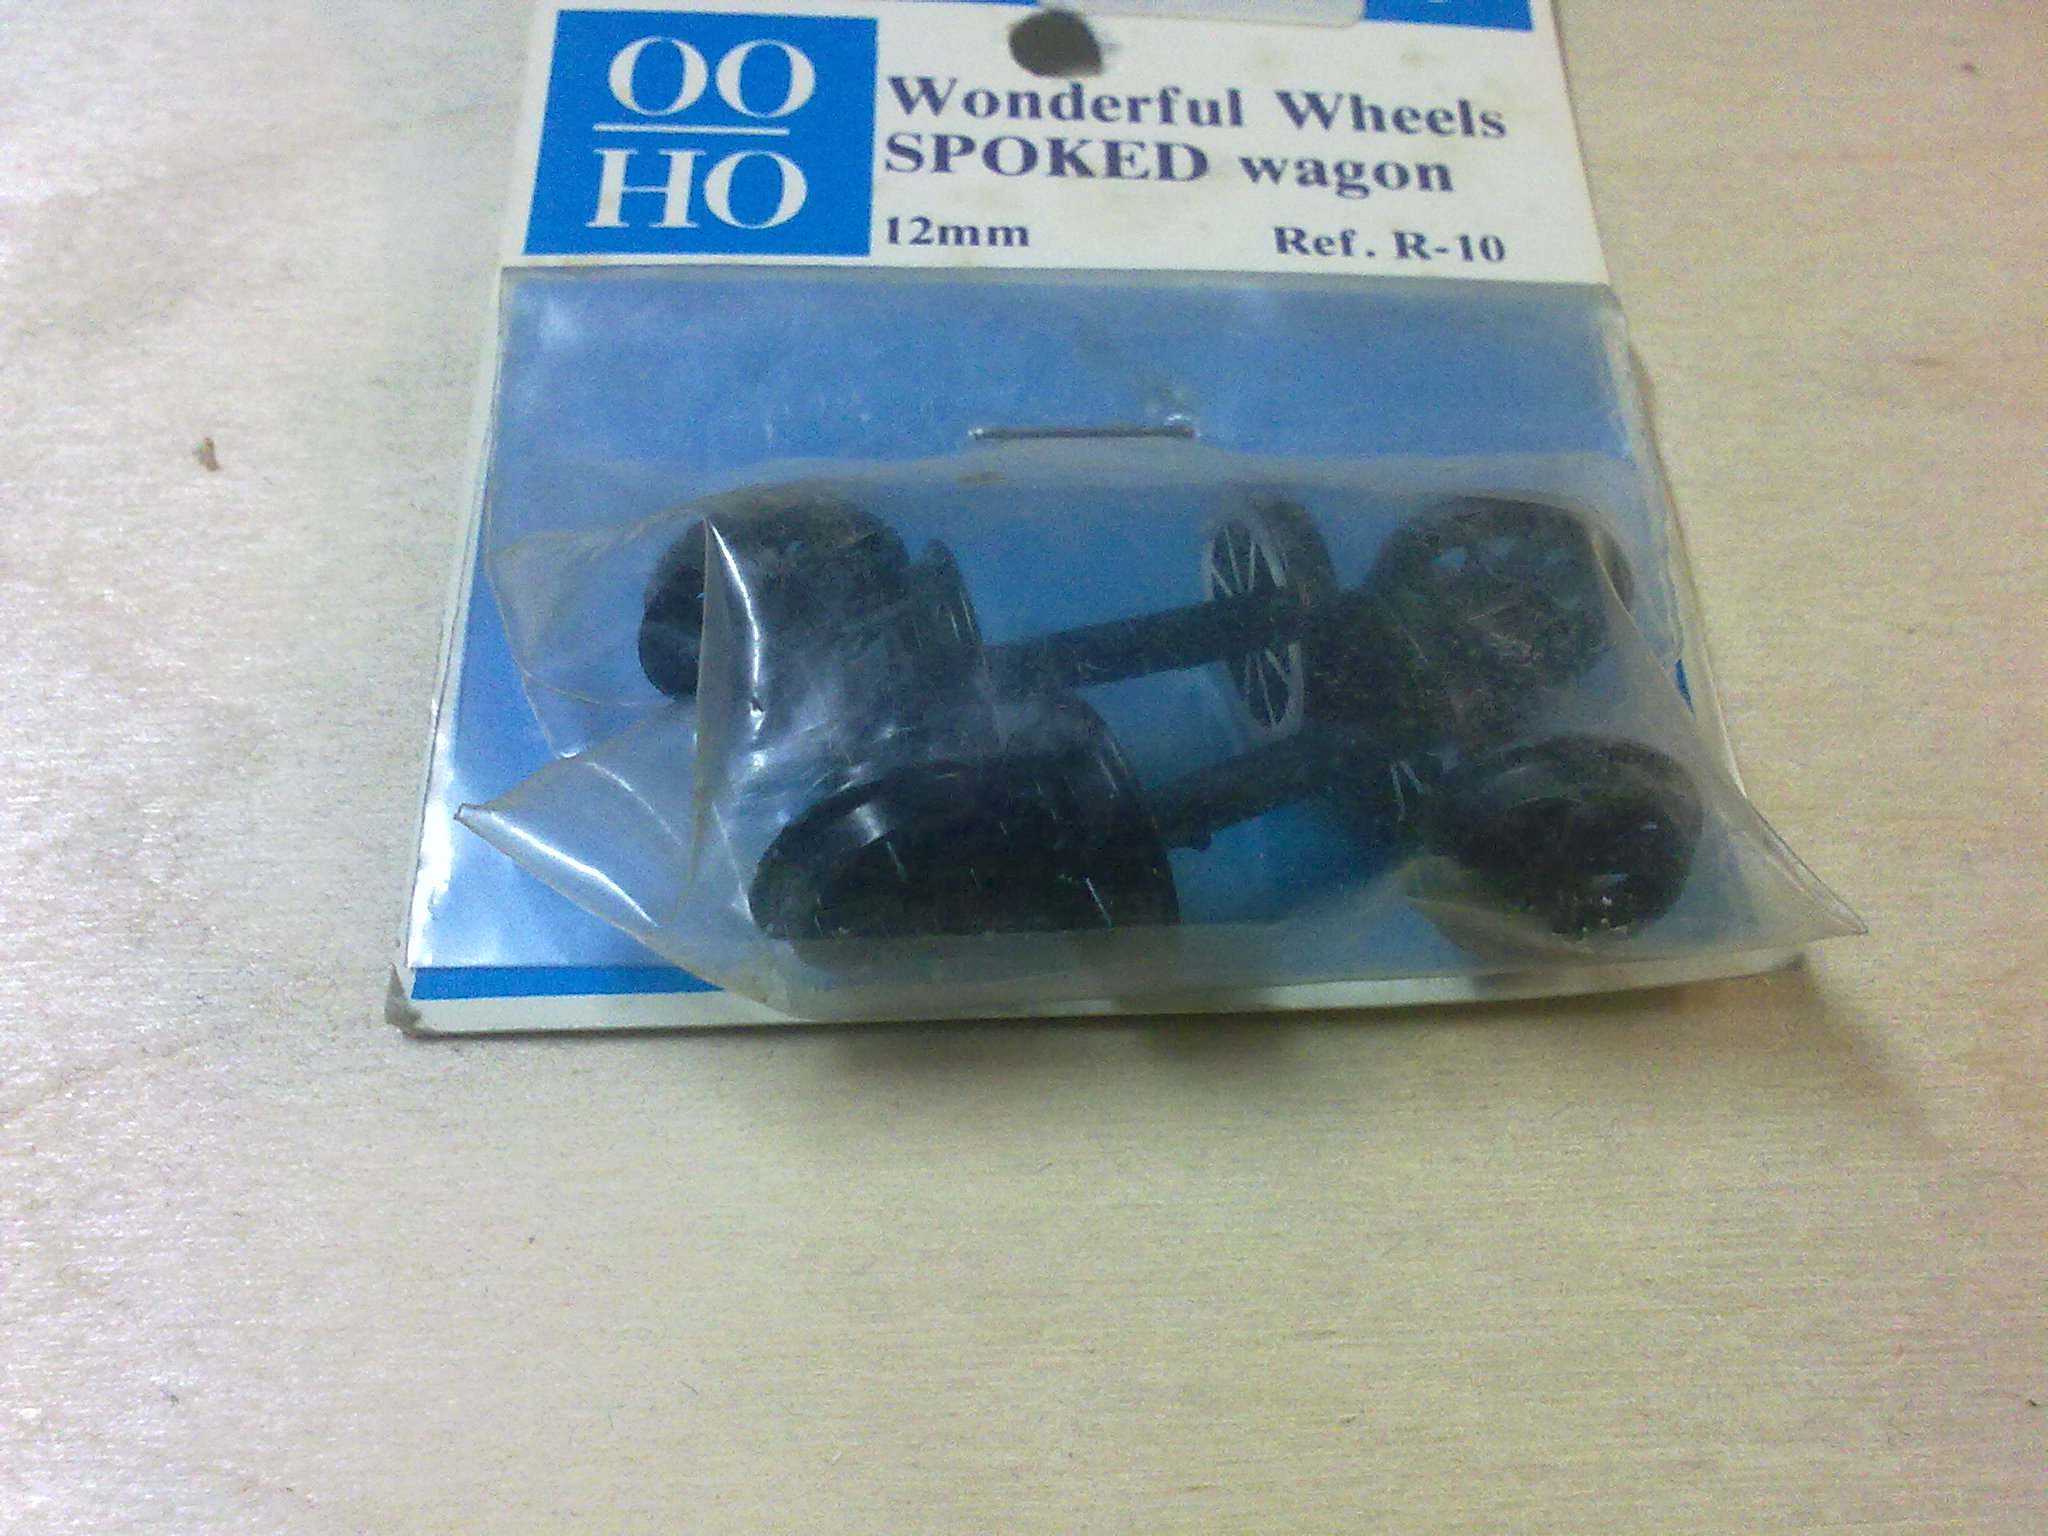 OO
HO
Wonderful Wheels
SPOKED wagon
12mm Ref. R-10